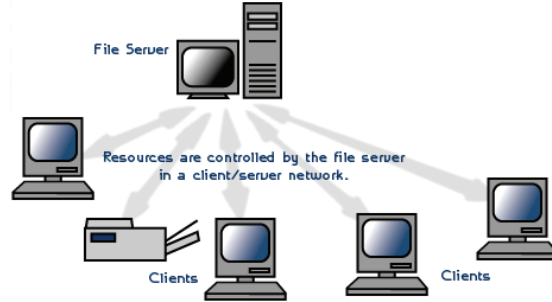 File Server
Resources are controlled by the file server
in a client/server network.
Clients
Clients